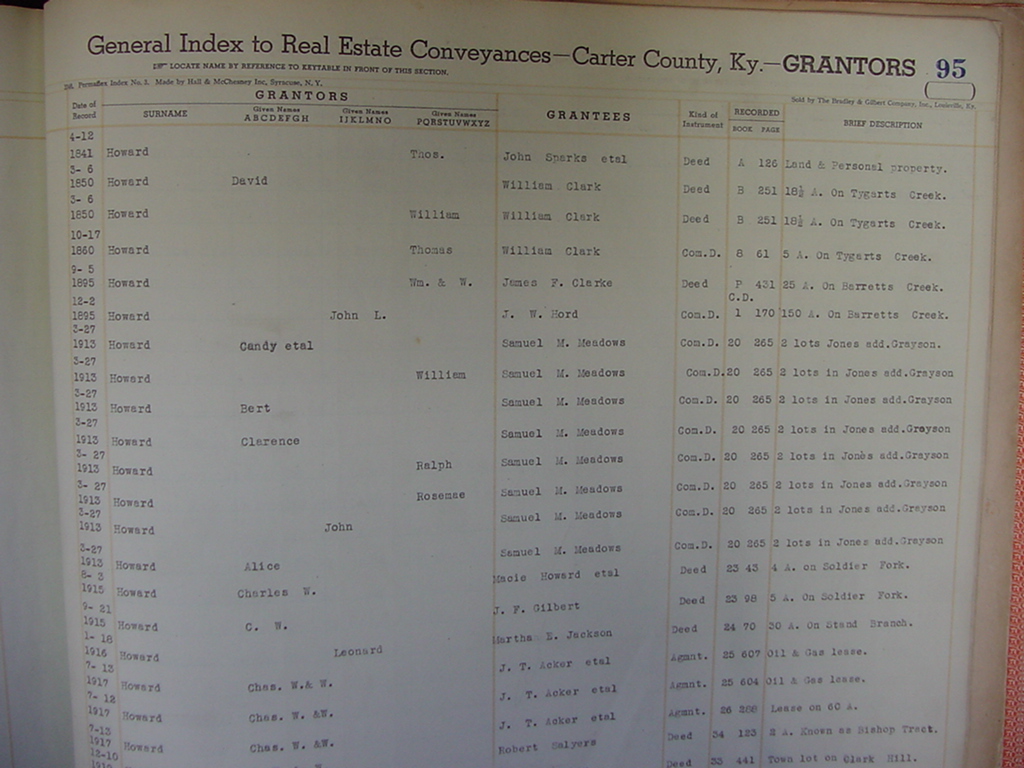 General Index to Real Estate Conveyances—Carter County, Ky.—GRANTORS 95
LOCATE NAME BY REFERENCE TO KEYTABLE IN FRONT OF THIS SECTION.
Permaflex Index No. 3. Made by Hall & McChesney Inc, Syracuse, N. Y.
Sold by The Bradley & Gilbert Company, Inc., Louisville, Ky.
GRANTORS
Date of Record SURNAME Given Names ABCDEFGH Given Names IJKLMNO Given Names PQRSTUVWXYZ GRANTEES Kind of Instrument RECORDED BOOK PAGE BRIEF DESCRIPTION
4-12
1841 Howard Thos. John Sparks etal Deed A 126 Land & Personal property.
3- 6
1850 Howard David William Clark Deed B 251 18½ A. On Tygarts Creek.
3- 6
1850 Howard William William Clark Deed B 251 18½ A. On Tygarts Creek.
10-17
1860 Howard Thomas William Clark Com.D. 8 61 5 A. On Tygarts Creek.
9- 5
1895 Howard Wm. & W. James F. Clarke Deed P 431 25 A. On Barretts Creek.
12-2 C.D.
1895 Howard John L. J. W. Hord Com.D. 1 170 150 A. On Barretts Creek.
3-27
1913 Howard Candy etal Samuel M. Meadows Com.D. 20 265 2 lots Jones add.Grayson.
3-27
1913 Howard William Samuel M. Meadows Com.D. 20 265 2 lots in Jones add.Grayson
3-27
1913 Howard Bert Samuel M. Meadows Com.D. 20 265 2 lots in Jones add.Grayson
3-27
1913 Howard Clarence Samuel M. Meadows Com.D. 20 265 2 lots in Jones add.Grayson
3- 27
1913 Howard Ralph Samuel M. Meadows Com.D. 20 265 2 lots in Jones add.Grayson
3- 27
1913 Howard Rosemae Samuel M. Meadows Com.D. 20 265 2 lots in Jones add.Grayson
3-27
1913 Howard John Samuel M. Meadows Com.D. 20 265 2 lots in Jones add.Grayson
3-27
1913 Howard Alice Samuel M. Meadows Com.D. 20 265 2 lots in Jones add.Grayson
8- 3
1915 Howard Charles W. Macie Howard etal Deed 23 43 4 A. on Soldier Fork.
9- 21
1915 Howard C. W. J. F. Gilbert Deed 23 98 5 A. On Soldier Fork.
1- 18
1916 Howard Leonard Martha E. Jackson Deed 24 70 30 A. On Stand Branch.
7- 13
1917 Howard Chas. W.& W. J. T. Acker etal Agmnt. 25 607 Oil & Gas lease.
7- 12
1917 Howard Chas. W. &W. J. T. Acker etal Agmnt. 25 604 Oil & Gas lease.
7-13
1917 Howard Chas. W. &W. J. T. Acker etal Agmnt. 26 288 Lease on 60 A.
12-10
Robert Salyers Deed 34 123 2 A. Known as Bishop Tract.
Deed 33 441 Town lot on Clark Hill.